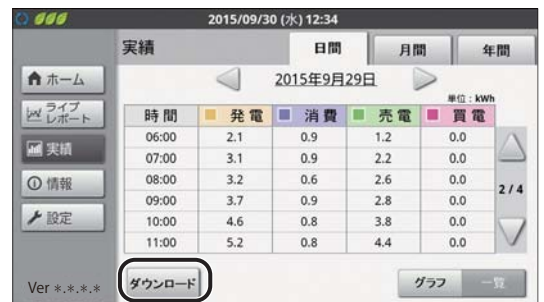 2015/09/30 (水) 12:34
実績 日間 月間 年間
ホーム
ライブ
レポート
実績
情報
設定
Ver *.*.*.*
2015年9月29日
単位：kWh
時間 発電 消費 売電 買電
06:00 2.1 0.9 1.2 0.0
07:00 3.1 0.9 2.2 0.0
08:00 3.2 0.6 2.6 0.0
09:00 3.7 0.9 2.8 0.0
10:00 4.6 0.8 3.8 0.0
11:00 5.2 0.8 4.4 0.0
2 / 4
ダウンロード グラフ 一覧